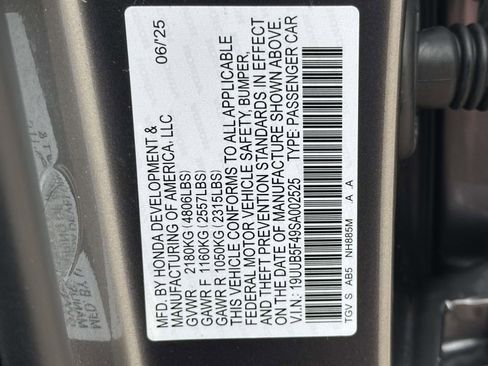 MFD. BY HONDA DEVELOPMENT & 06/'25
MANUFACTURING OF AMERICA, LLC
GVWR 2180KG (4806LBS)
GAWR F 1160KG (2557LBS)
GAWR R 1050KG (2315LBS)
THIS VEHICLE CONFORMS TO ALL APPLICABLE
FEDERAL MOTOR VEHICLE SAFETY, BUMPER,
AND THEFT PREVENTION STANDARDS IN EFFECT
ON THE DATE OF MANUFACTURE SHOWN ABOVE.
V.I.N.: 19UUB5F49SA002525 TYPE: PASSENGER CAR
TGV S AB5 NH885M .A .A